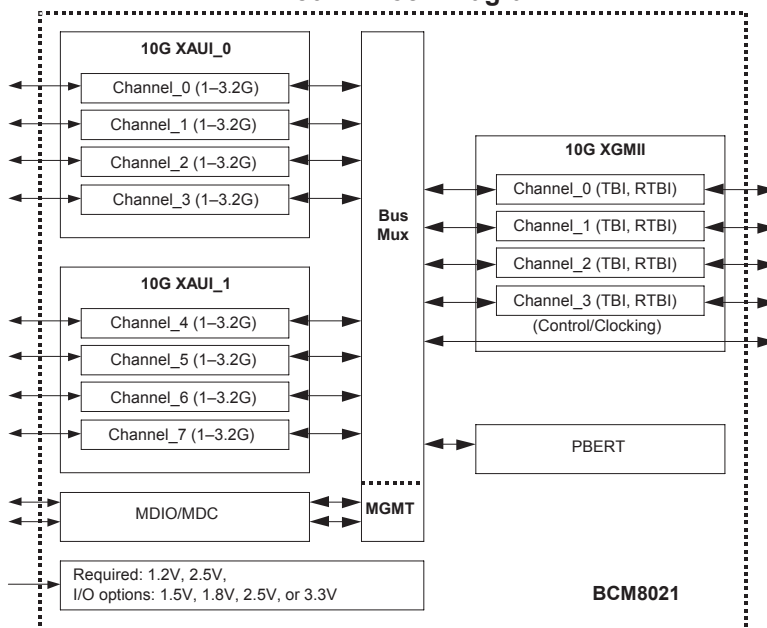 10G XAUI_0
Channel_0 (1–3.2G)
Channel_1 (1–3.2G)
Channel_2 (1–3.2G)
Channel_3 (1–3.2G)
10G XAUI_1
Channel_4 (1–3.2G)
Channel_5 (1–3.2G)
Channel_6 (1–3.2G)
Channel_7 (1–3.2G)
MDIO/MDC
Required: 1.2V, 2.5V,
I/O options: 1.5V, 1.8V, 2.5V, or 3.3V
Bus
Mux
MGMT
10G XGMII
Channel_0 (TBI, RTBI)
Channel_1 (TBI, RTBI)
Channel_2 (TBI, RTBI)
Channel_3 (TBI, RTBI)
(Control/Clocking)
PBERT
BCM8021